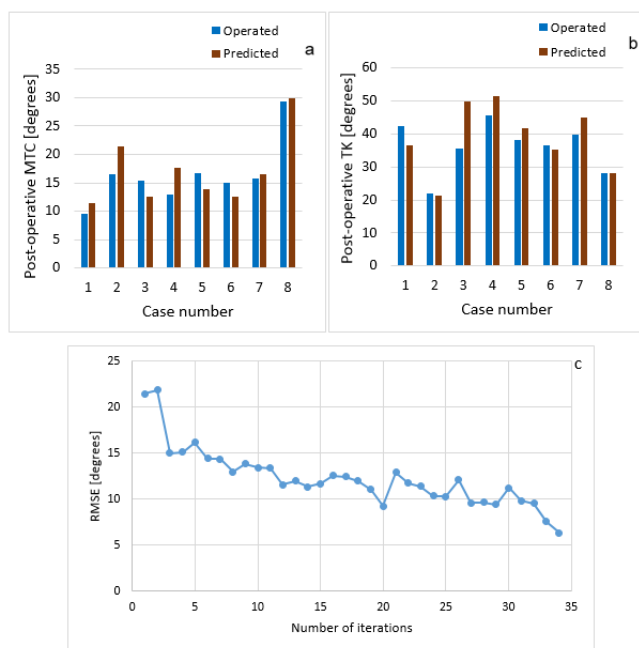 Operated
Predicted
a
Post-operative MTC [degrees]
35
30
25
20
15
10
5
0
1 2 3 4 5 6 7 8
Case number
Operated
Predicted
b
Post-operative TK [degrees]
60
50
40
30
20
10
0
1 2 3 4 5 6 7 8
Case number
c
RMSE [degrees]
25
20
15
10
5
0
0 5 10 15 20 25 30 35
Number of iterations